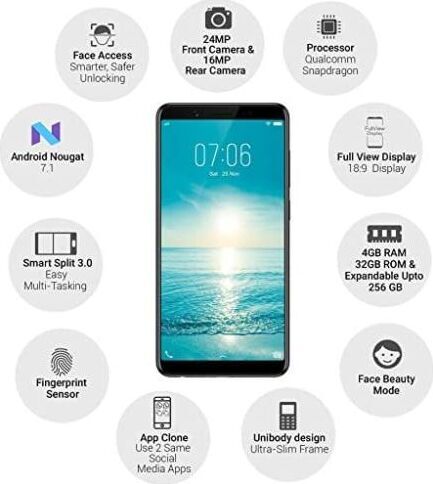 Face Access
Smarter, Safer
Unlocking
24MP
Front Camera &
16MP
Rear Camera
Processor
Qualcomm
Snapdragon
Android Nougat
7.1
07:06
Sat 25 Nov
FullView
Display
Full View Display
18:9 Display
Smart Split 3.0
Easy
Multi-Tasking
4GB RAM
32GB ROM &
Expandable Upto
256 GB
Fingerprint
Sensor
App Clone
Use 2 Same
Social
Media Apps
Unibody design
Ultra-Slim Frame
Face Beauty
Mode